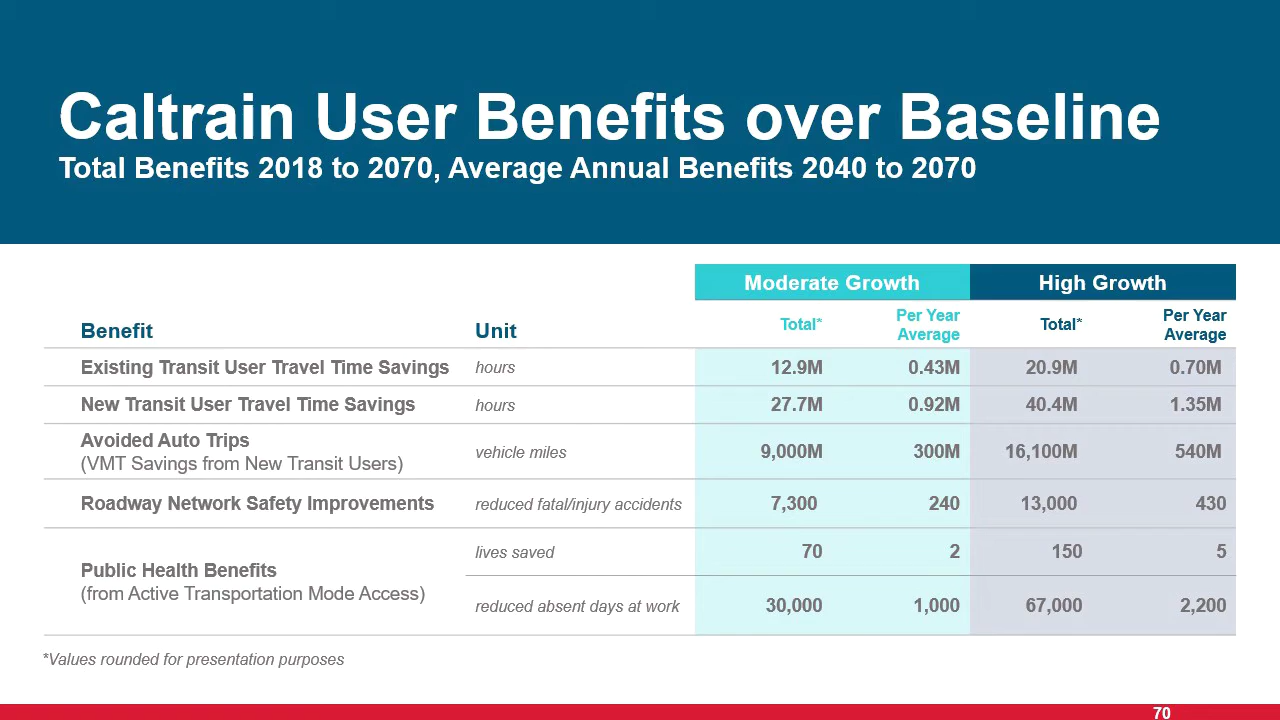 Caltrain User Benefits over Baseline
Total Benefits 2018 to 2070, Average Annual Benefits 2040 to 2070
Moderate Growth High Growth
Benefit Unit Total* Per Year Average Total* Per Year Average
Existing Transit User Travel Time Savings hours 12.9M 0.43M 20.9M 0.70M
New Transit User Travel Time Savings hours 27.7M 0.92M 40.4M 1.35M
Avoided Auto Trips
(VMT Savings from New Transit Users) vehicle miles 9,000M 300M 16,100M 540M
Roadway Network Safety Improvements reduced fatal/injury accidents 7,300 240 13,000 430
Public Health Benefits
(from Active Transportation Mode Access)
lives saved 70 2 150 5
reduced absent days at work 30,000 1,000 67,000 2,200
*Values rounded for presentation purposes
70